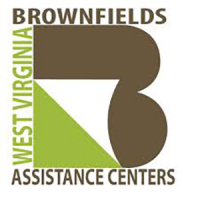 BROWNFIELDS
WEST VIRGINIA
ASSISTANCE CENTERS